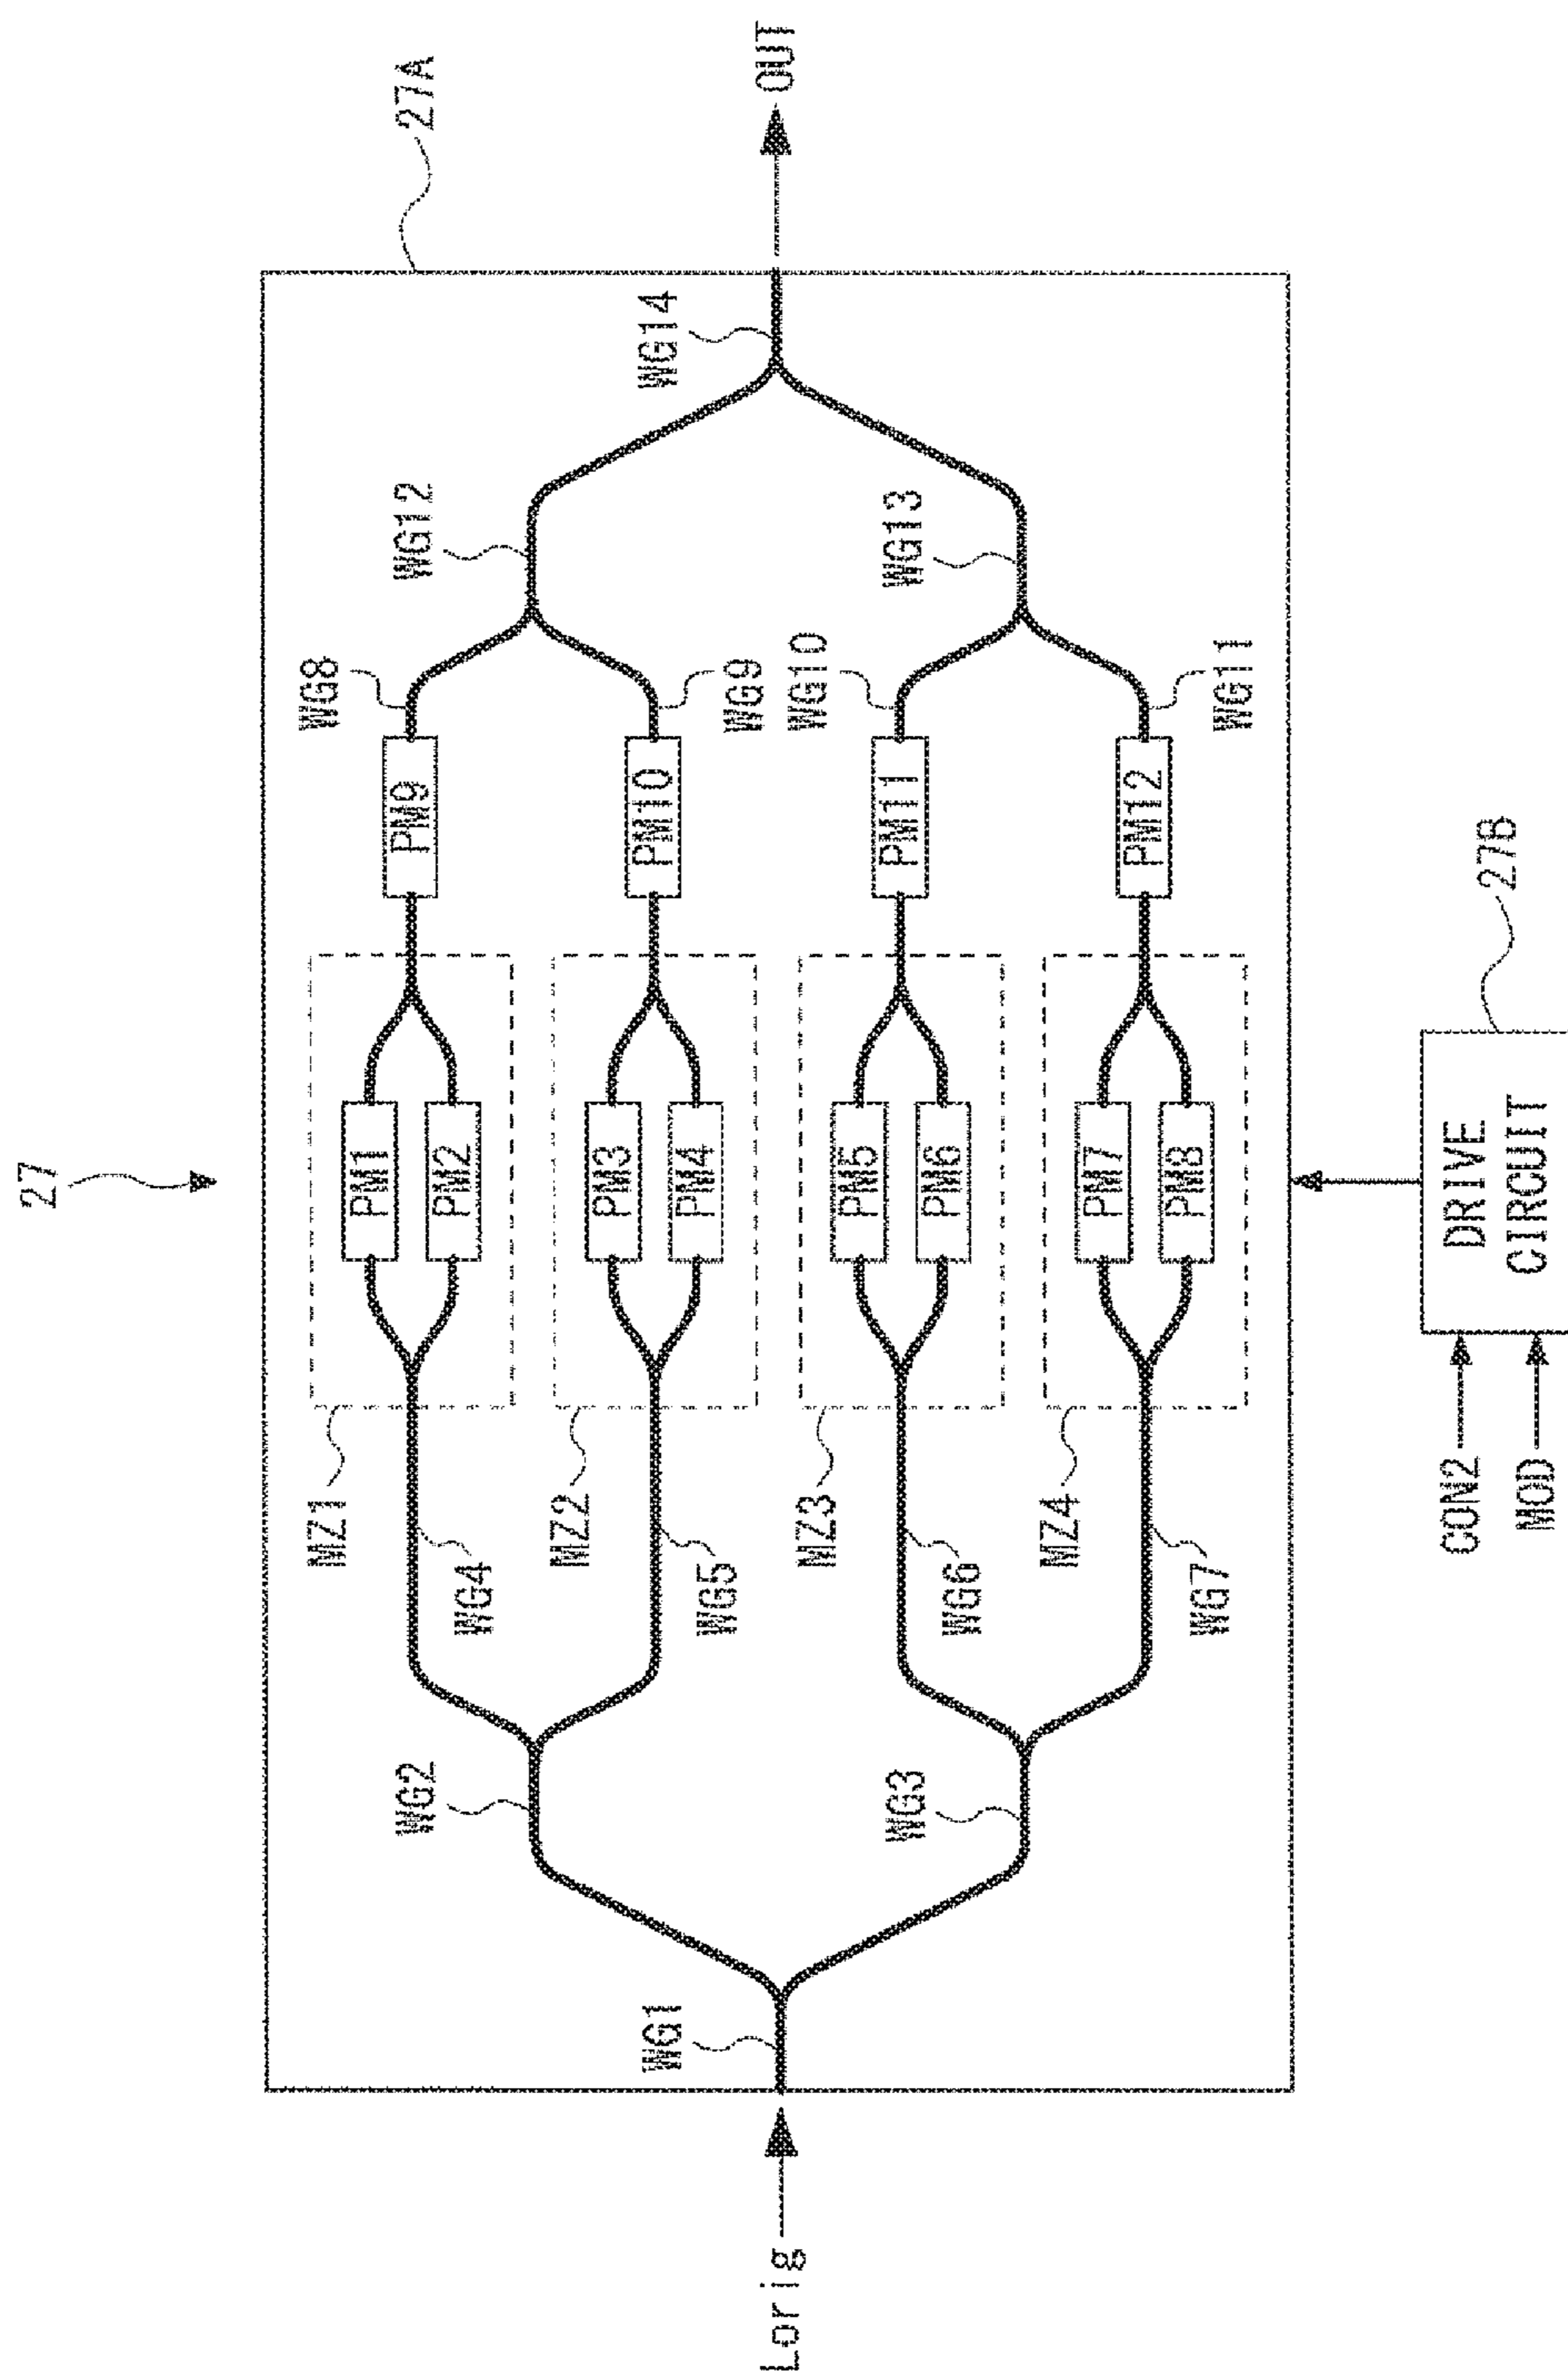 27
27A
Lorig
OUT
WG1
WG2
WG3
WG4
WG5
WG6
WG7
MZ1
MZ2
MZ3
MZ4
PM1
PM2
PM3
PM4
PM5
PM6
PM7
PM8
PM9
PM10
PM11
PM12
WG8
WG9
WG10
WG11
WG12
WG13
WG14
CON2
MOD
DRIVE
CIRCUIT
27B